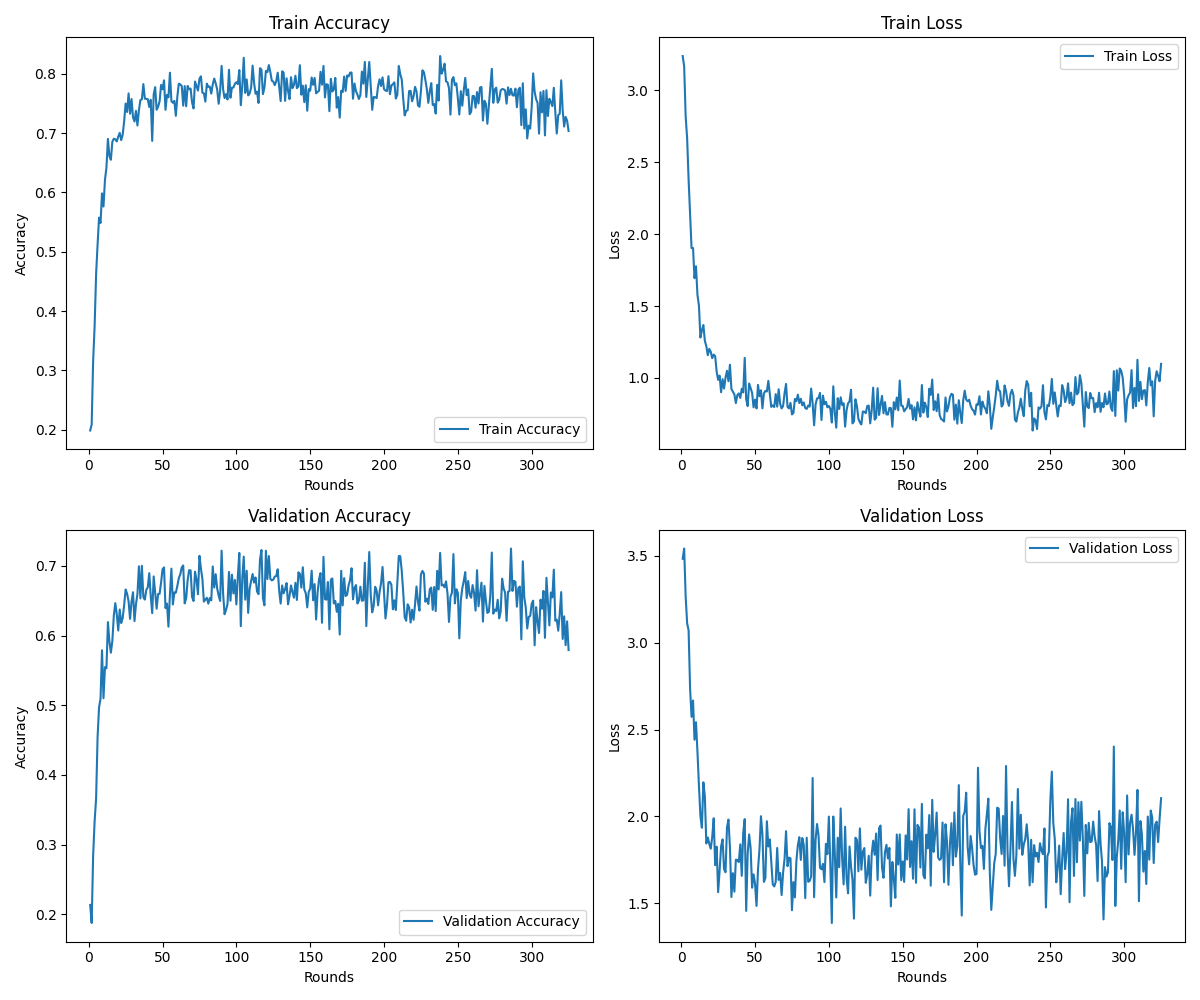 Train Accuracy
Accuracy
0.8
0.7
0.6
0.5
0.4
0.3
0.2
Train Accuracy
0 50 100 150 200 250 300
Rounds
Train Loss
Loss
3.0
2.5
2.0
1.5
1.0
Train Loss
0 50 100 150 200 250 300
Rounds
Validation Accuracy
Accuracy
0.7
0.6
0.5
0.4
0.3
0.2
Validation Accuracy
0 50 100 150 200 250 300
Rounds
Validation Loss
Loss
3.5
3.0
2.5
2.0
1.5
Validation Loss
0 50 100 150 200 250 300
Rounds